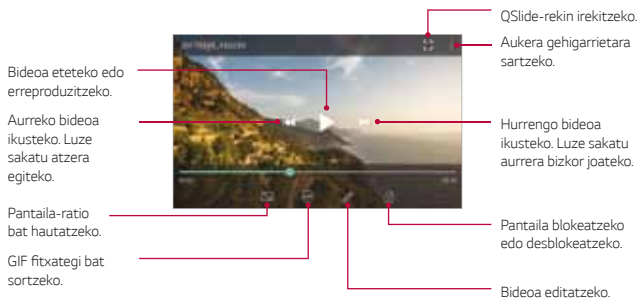 QSlide-rekin irekitzeko.
Aukera gehigarrietara
sartzeko.
Bideoa eteteko edo
erreproduzitzeko.
Aurreko bideoa
ikusteko. Luze
sakatu atzera
egiteko.
Hurrengo bideoa
ikusteko. Luze sakatu
aurrera bizkor joateko.
Pantaila-ratio
bat hautatzeko.
GIF fitxategi bat
sortzeko.
Pantaila blokeatzeko
edo desblokeatzeko.
Bideoa editatzeko.